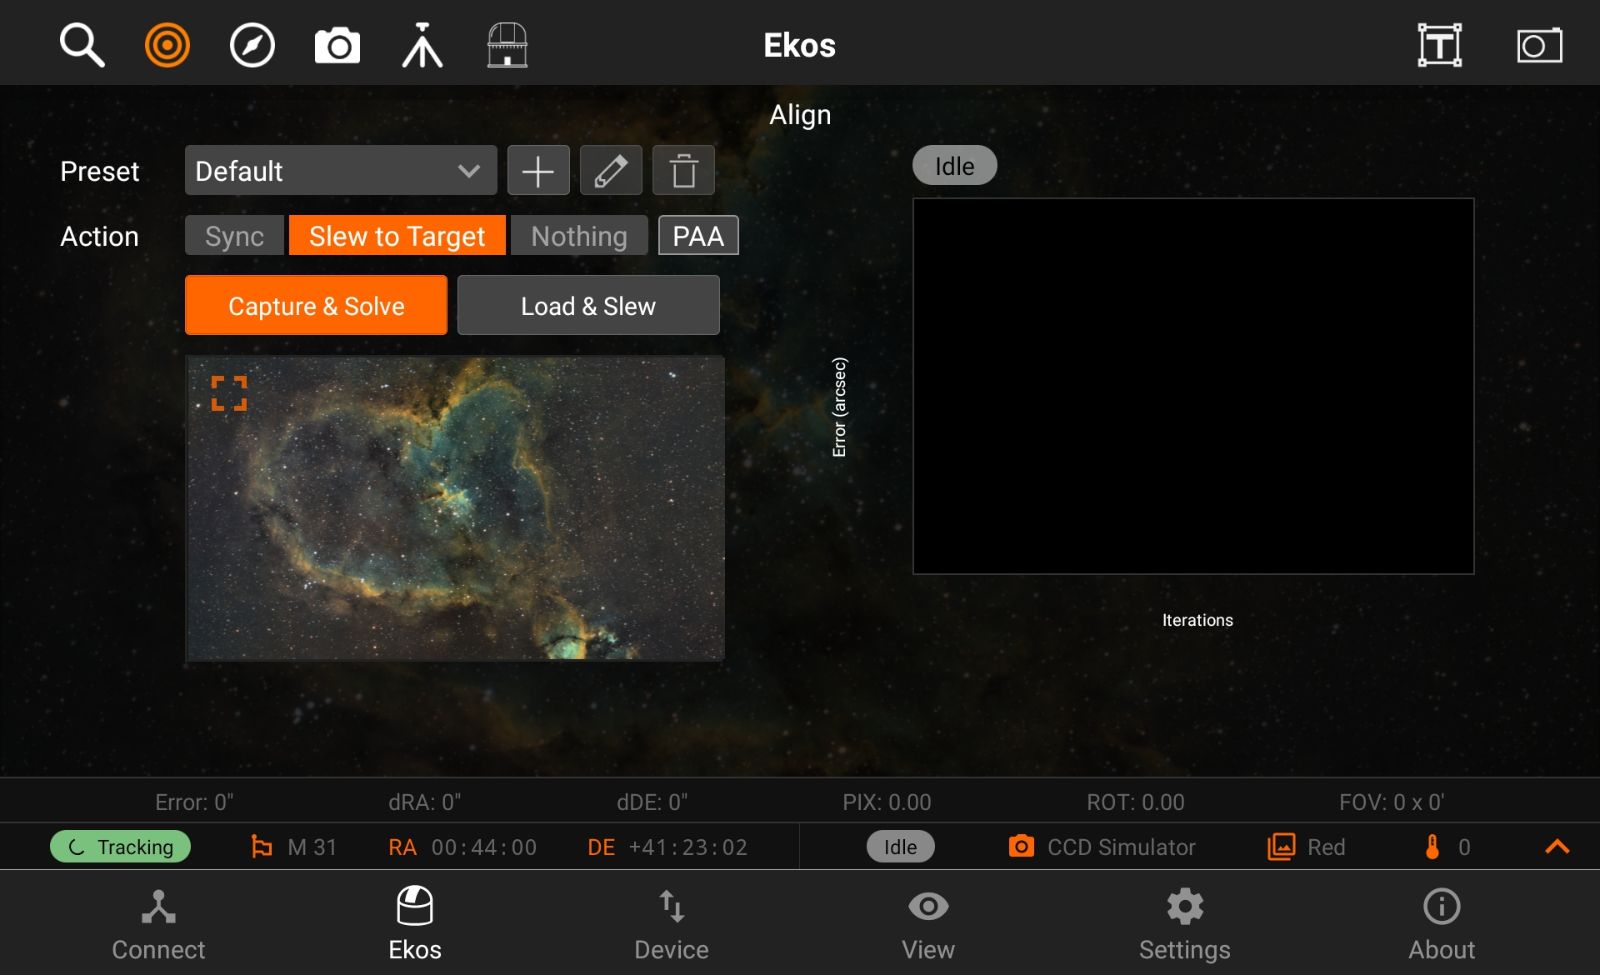 Ekos
T
Align
Preset Default
Idle
Action Sync Slew to Target Nothing PAA
Capture & Solve Load & Slew
Error (arcsec)
Iterations
Error: 0" dRA: 0" dDE: 0" PIX: 0.00 ROT: 0.00 FOV: 0 x 0'
Tracking M 31 RA 00:44:00 DE +41:23:02 Idle CCD Simulator Red 0
Connect Ekos Device View Settings About